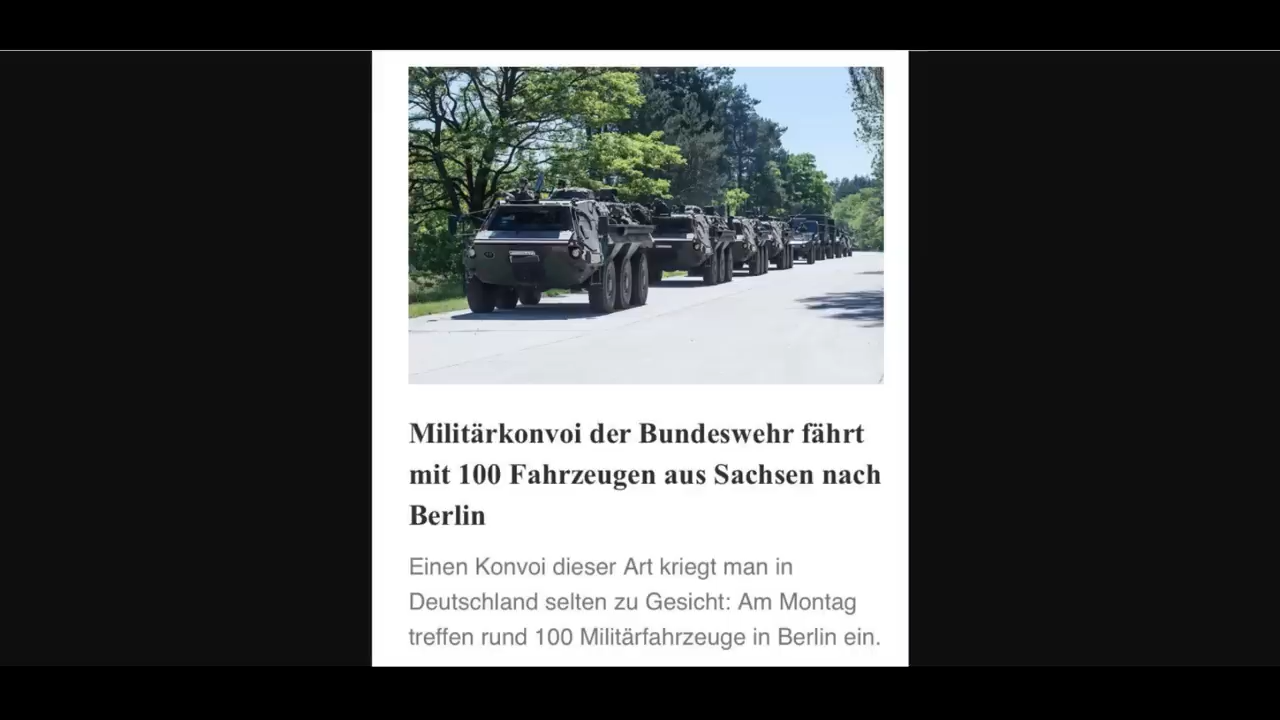 Militärkonvoi der Bundeswehr fährt
mit 100 Fahrzeugen aus Sachsen nach
Berlin
Einen Konvoi dieser Art kriegt man in
Deutschland selten zu Gesicht: Am Montag
treffen rund 100 Militärfahrzeuge in Berlin ein.